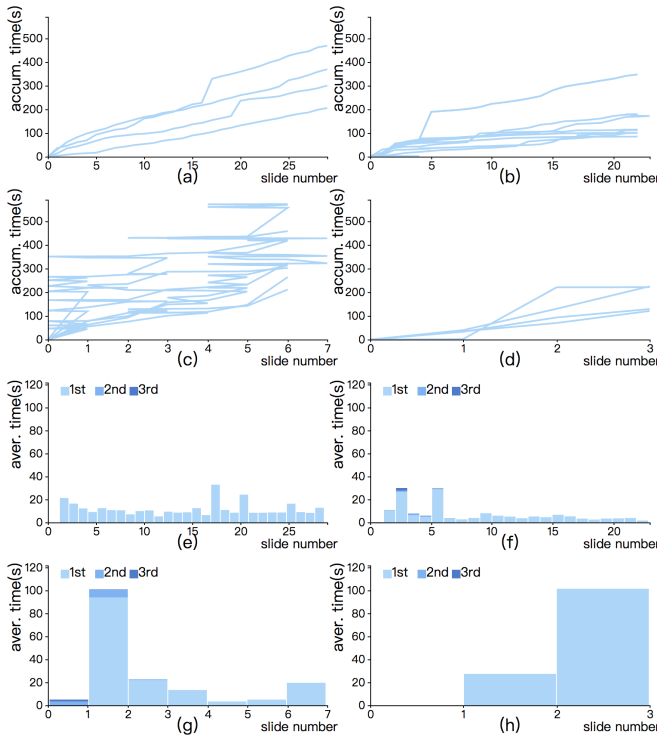 accum. time(s)
500
400
300
200
100
0
0 5 10 15 20 25
(a)
slide number
accum. time(s)
500
400
300
200
100
0
0 5 10 15 20
(b)
slide number
accum. time(s)
500
400
300
200
100
0
0 1 2 3 4 5 6 7
(c)
slide number
accum. time(s)
500
400
300
200
100
0
0 1 2 3
(d)
slide number
aver. time(s)
120
100
80
60
40
20
0
1st 2nd 3rd
0 5 10 15 20 25
(e)
slide number
aver. time(s)
120
100
80
60
40
20
0
1st 2nd 3rd
0 5 10 15 20
(f)
slide number
aver. time(s)
120
100
80
60
40
20
0
1st 2nd 3rd
0 1 2 3 4 5 6 7
(g)
slide number
aver. time(s)
120
100
80
60
40
20
0
1st 2nd 3rd
0 1 2 3
(h)
slide number